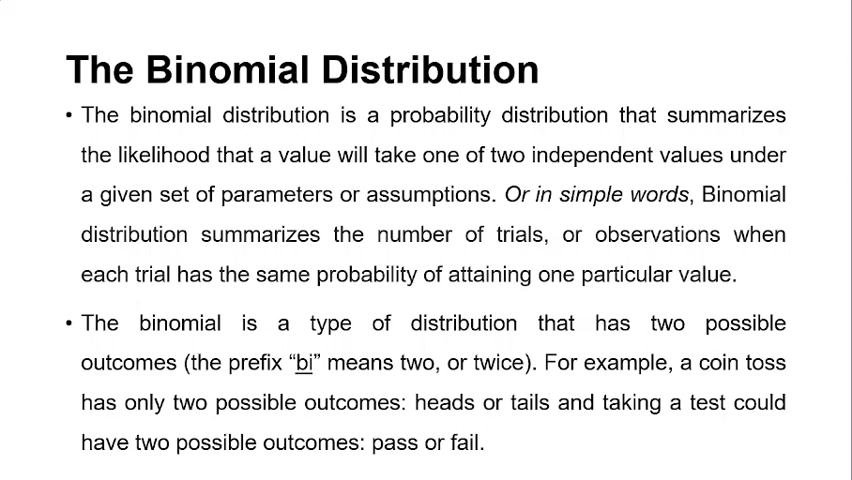 The Binomial Distribution
• The binomial distribution is a probability distribution that summarizes
the likelihood that a value will take one of two independent values under
a given set of parameters or assumptions. Or in simple words, Binomial
distribution summarizes the number of trials, or observations when
each trial has the same probability of attaining one particular value.
• The binomial is a type of distribution that has two possible
outcomes (the prefix “bi” means two, or twice). For example, a coin toss
has only two possible outcomes: heads or tails and taking a test could
have two possible outcomes: pass or fail.